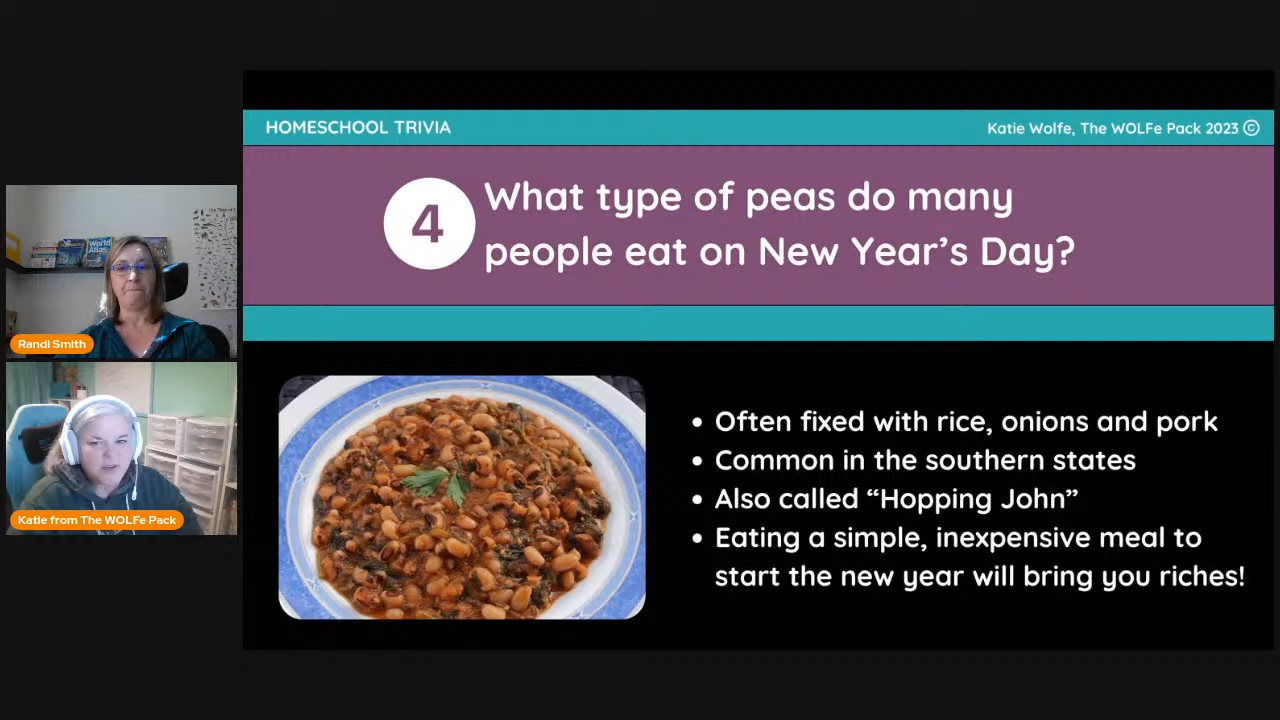 HOMESCHOOL TRIVIA
Katie Wolfe, The WOLFe Pack 2023 ©
4
What type of peas do many
people eat on New Year’s Day?
World
Atlas
Randi Smith
Katie from The WOLFe Pack
• Often fixed with rice, onions and pork
• Common in the southern states
• Also called “Hopping John”
• Eating a simple, inexpensive meal to
start the new year will bring you riches!